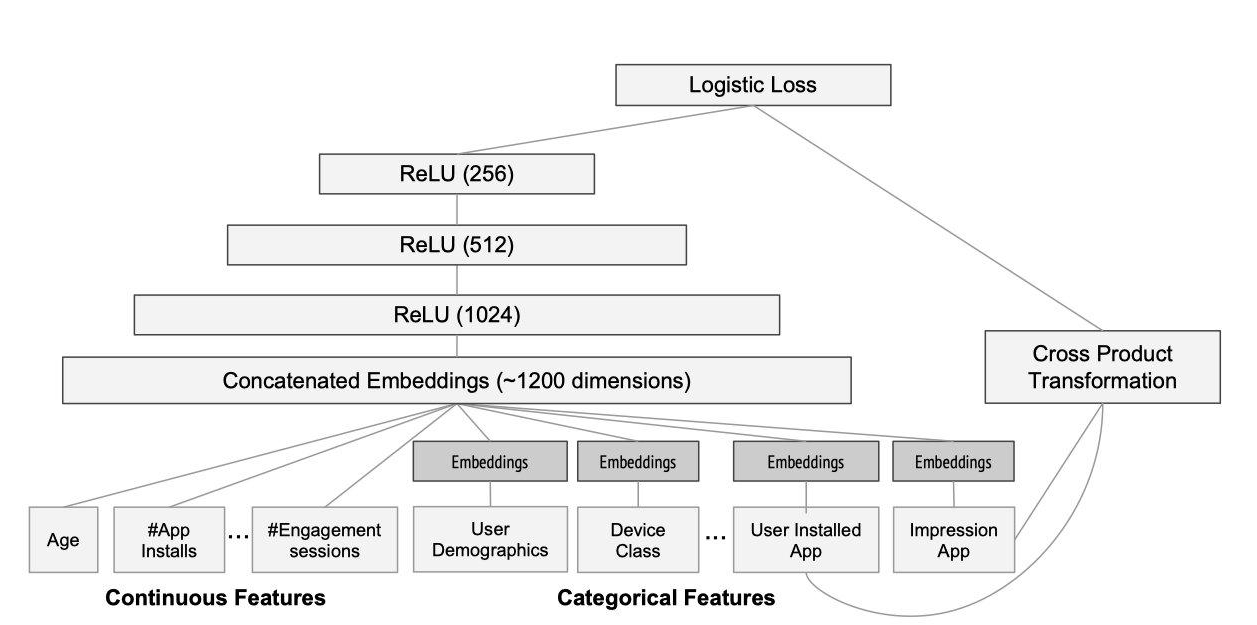 Logistic Loss
ReLU (256)
ReLU (512)
ReLU (1024)
Concatenated Embeddings (~1200 dimensions)
Cross Product
Transformation
Embeddings
Embeddings
Embeddings
Embeddings
Age
#App
Installs
...
#Engagement
sessions
User
Demographics
Device
Class
...
User Installed
App
Impression
App
Continuous Features
Categorical Features